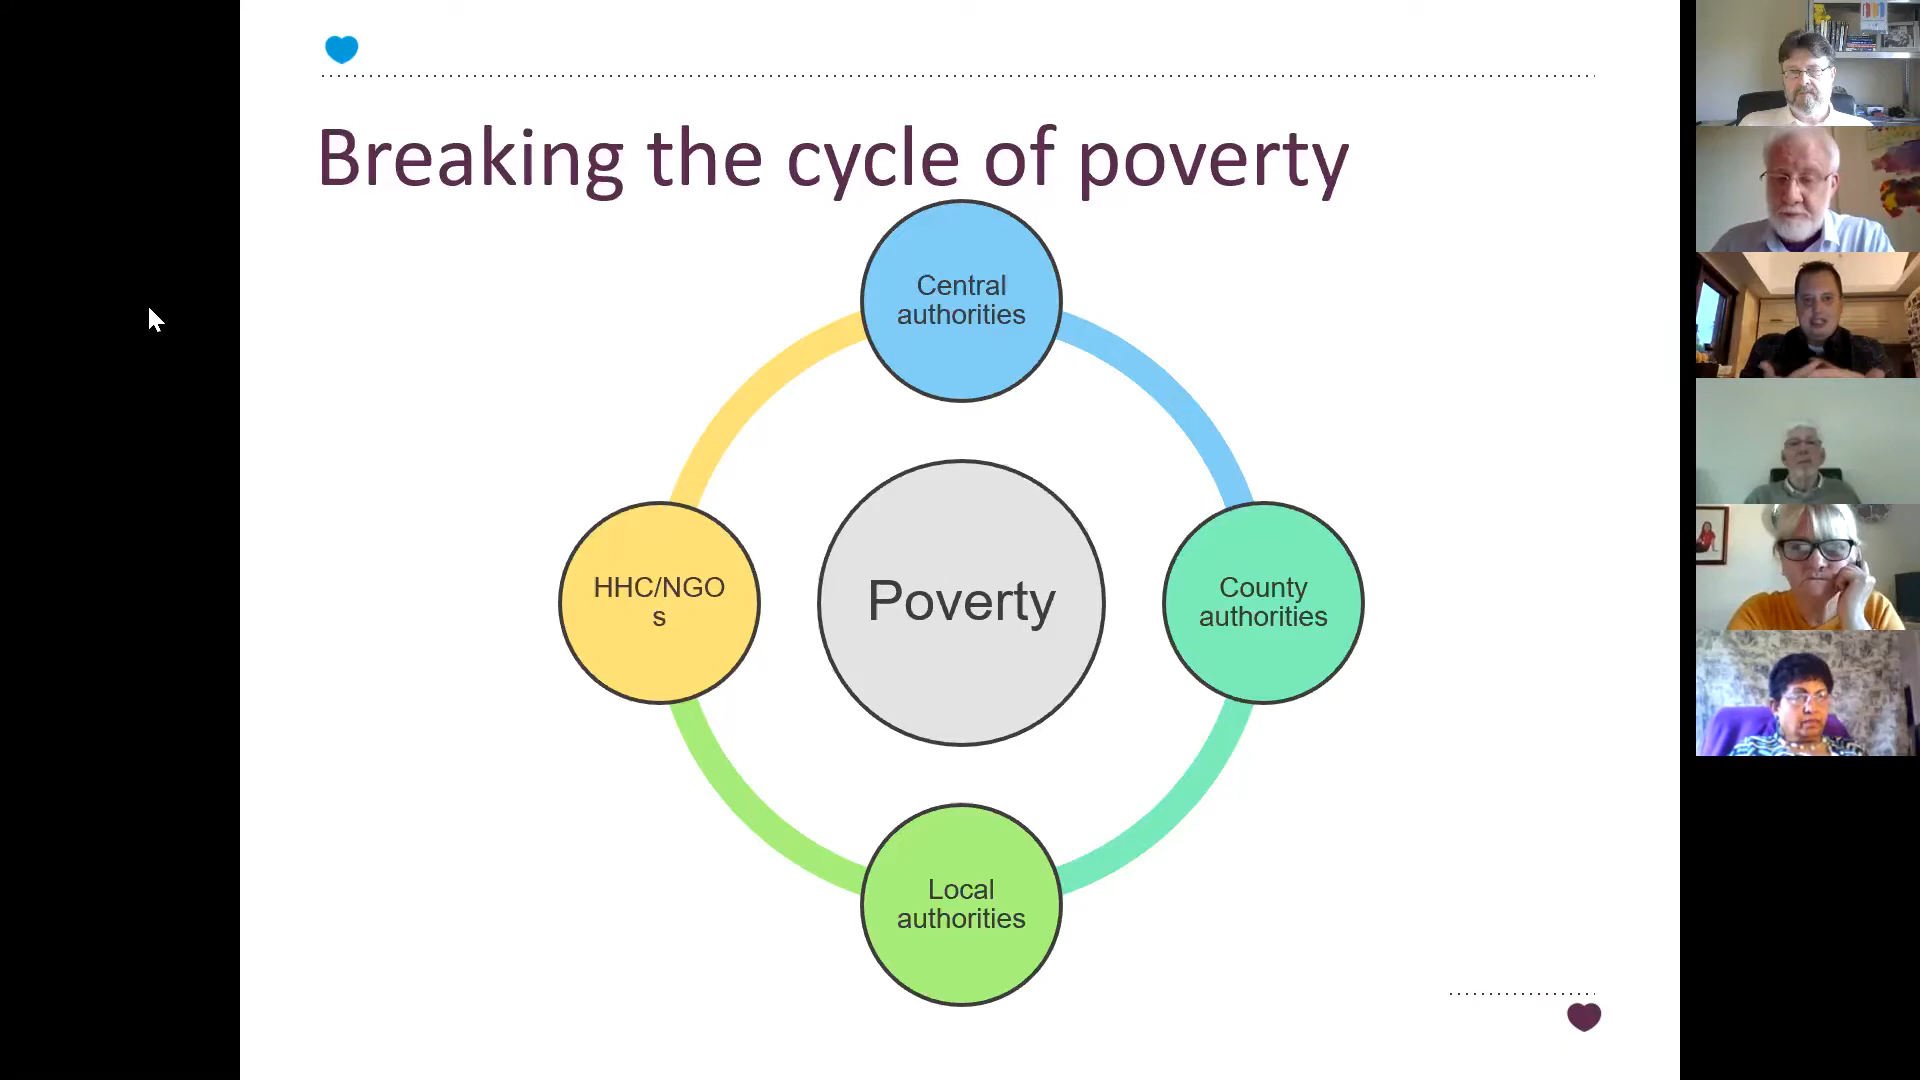 Breaking the cycle of poverty
Central
authorities
HHC/NGO
s
Poverty
County
authorities
Local
authorities